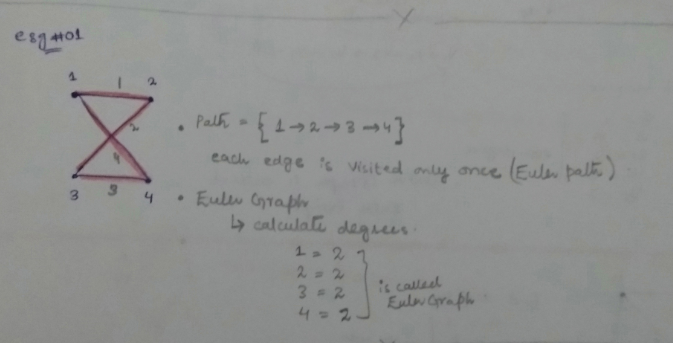 esg#01
1 1 2
2
4
3 3 4
• Path = { 1 → 2 → 3 → 4 }
each edge is visited only once (Euler path)
• Euler Graph
↳ calculate degrees.
1 = 2
2 = 2
3 = 2
4 = 2
is called
Euler Graph